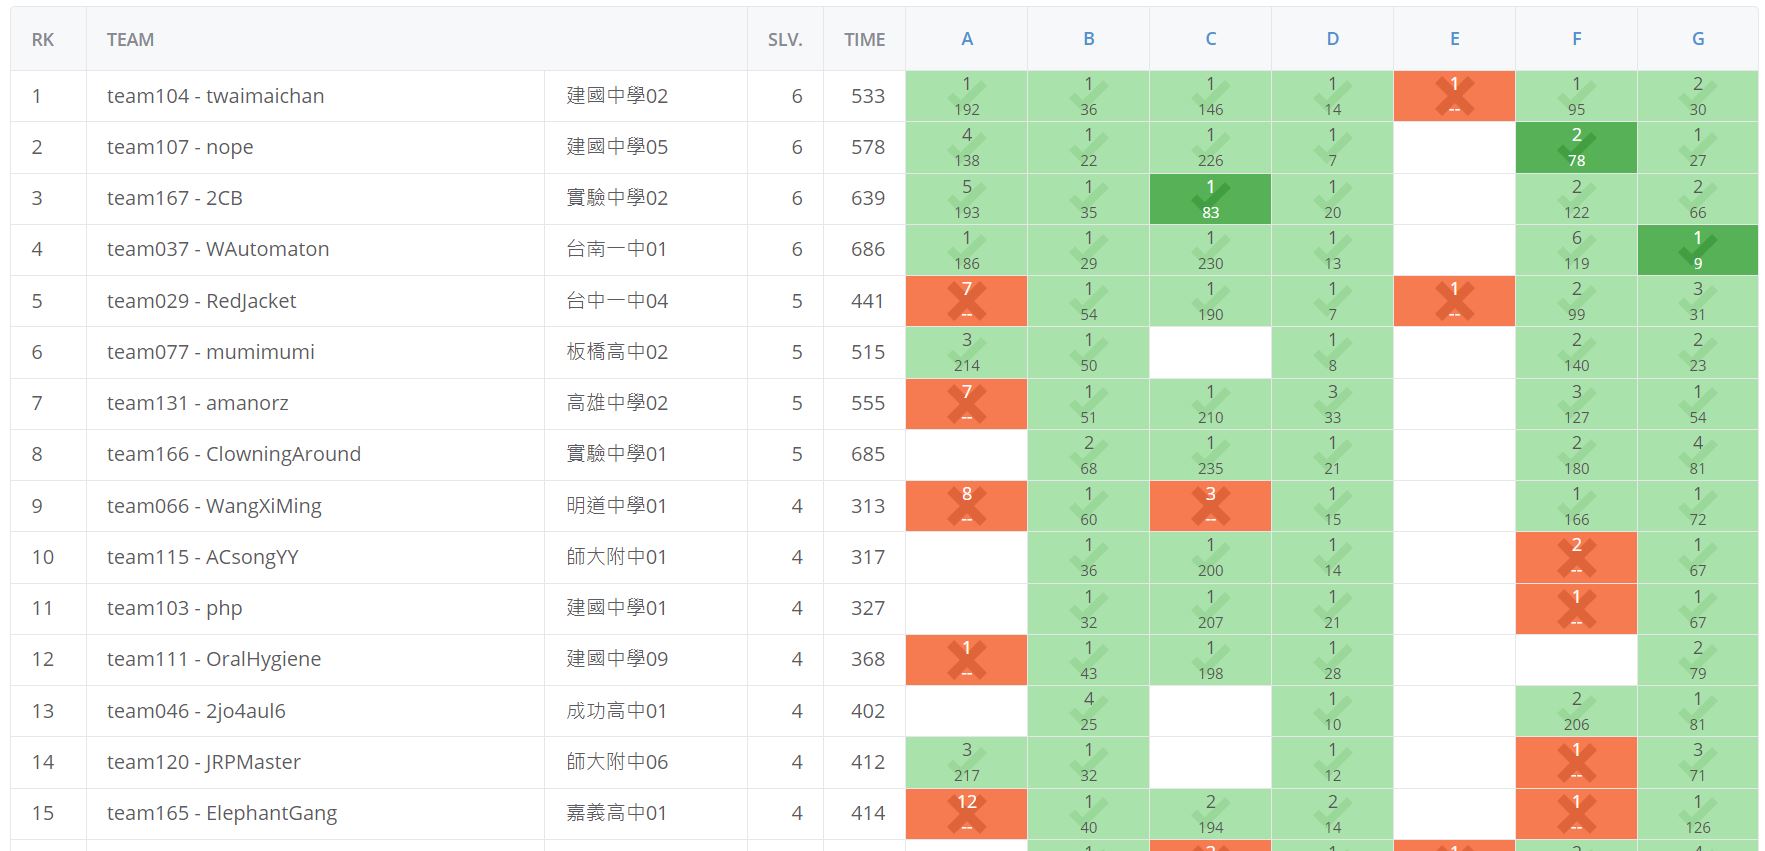 RK TEAM SLV. TIME A B C D E F G
1 team104 - twaimaichan 建國中學02 6 533 1 192 1 36 1 146 1 14 1 -- 1 95 2 30
2 team107 - nope 建國中學05 6 578 4 138 1 22 1 226 1 7 2 78 1 27
3 team167 - 2CB 實驗中學02 6 639 5 193 1 35 1 83 1 20 2 122 2 66
4 team037 - WAutomaton 台南一中01 6 686 1 186 1 29 1 230 1 13 6 119 1 9
5 team029 - RedJacket 台中一中04 5 441 7 -- 1 54 1 190 1 7 1 -- 2 99 3 31
6 team077 - mumimumi 板橋高中02 5 515 3 214 1 50 1 8 2 140 2 23
7 team131 - amanorz 高雄中學02 5 555 7 -- 1 51 1 210 3 33 3 127 1 54
8 team166 - ClowningAround 實驗中學01 5 685 2 68 1 235 1 21 2 180 4 81
9 team066 - WangXiMing 明道中學01 4 313 8 -- 1 60 3 -- 1 15 1 166 1 72
10 team115 - ACsongYY 師大附中01 4 317 1 36 1 200 1 14 2 -- 1 67
11 team103 - php 建國中學01 4 327 1 32 1 207 1 21 1 -- 1 67
12 team111 - OralHygiene 建國中學09 4 368 1 -- 1 43 1 198 1 28 2 79
13 team046 - 2jo4aul6 成功高中01 4 402 4 25 1 10 2 206 1 81
14 team120 - JRPMaster 師大附中06 4 412 3 217 1 32 1 12 1 -- 3 71
15 team165 - ElephantGang 嘉義高中01 4 414 12 -- 1 40 2 194 2 14 1 -- 1 126